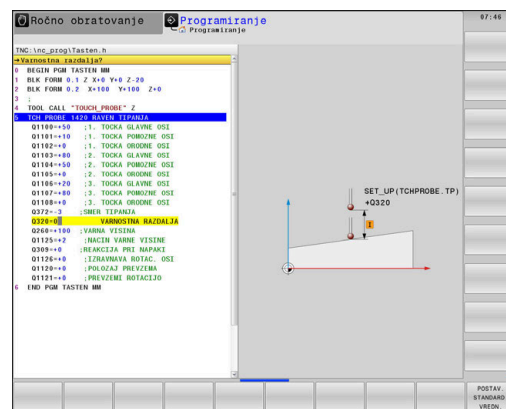 Ročno obratovanje
Programiranje
Programiranje
07:46
TNC:\nc_prog\Tasten.h
→Varnostna razdalja?
0 BEGIN PGM TASTEN MM
1 BLK FORM 0.1 Z X+0 Y+0 Z-20
2 BLK FORM 0.2 X+100 Y+100 Z+0
3 ;
4 TOOL CALL "TOUCH_PROBE" Z
5 TCH PROBE 1420 RAVEN TIPANJA
Q1100=+50 ;1. TOCKA GLAVNE OSI
Q1101=+10 ;1. TOCKA POMOZNE OSI
Q1102=+0 ;1. TOCKA ORODNE OSI
Q1103=+80 ;2. TOCKA GLAVNE OSI
Q1104=+50 ;2. TOCKA POMOZNE OSI
Q1105=+0 ;2. TOCKA ORODNE OSI
Q1106=+20 ;3. TOCKA GLAVNE OSI
Q1107=+80 ;3. TOCKA POMOZNE OSI
Q1108=+0 ;3. TOCKA ORODNE OSI
Q372=-3 ;SMER TIPANJA
Q320=0 VARNOSTNA RAZDALJA
Q260=+100 ;VARNA VISINA
Q1125=+2 ;NACIN VARNE VISINE
Q309=+0 ;REAKCIJA PRI NAPAKI
Q1126=+0 ;IZRAVNAVA ROTAC. OSI
Q1120=+0 ;POLOZAJ PREVZEMA
Q1121=+0 ;PREVZEMI ROTACIJO
6 END PGM TASTEN MM
SET_UP(TCHPROBE.TP)
+Q320
I
POSTAV.
STANDARD
VREDN.